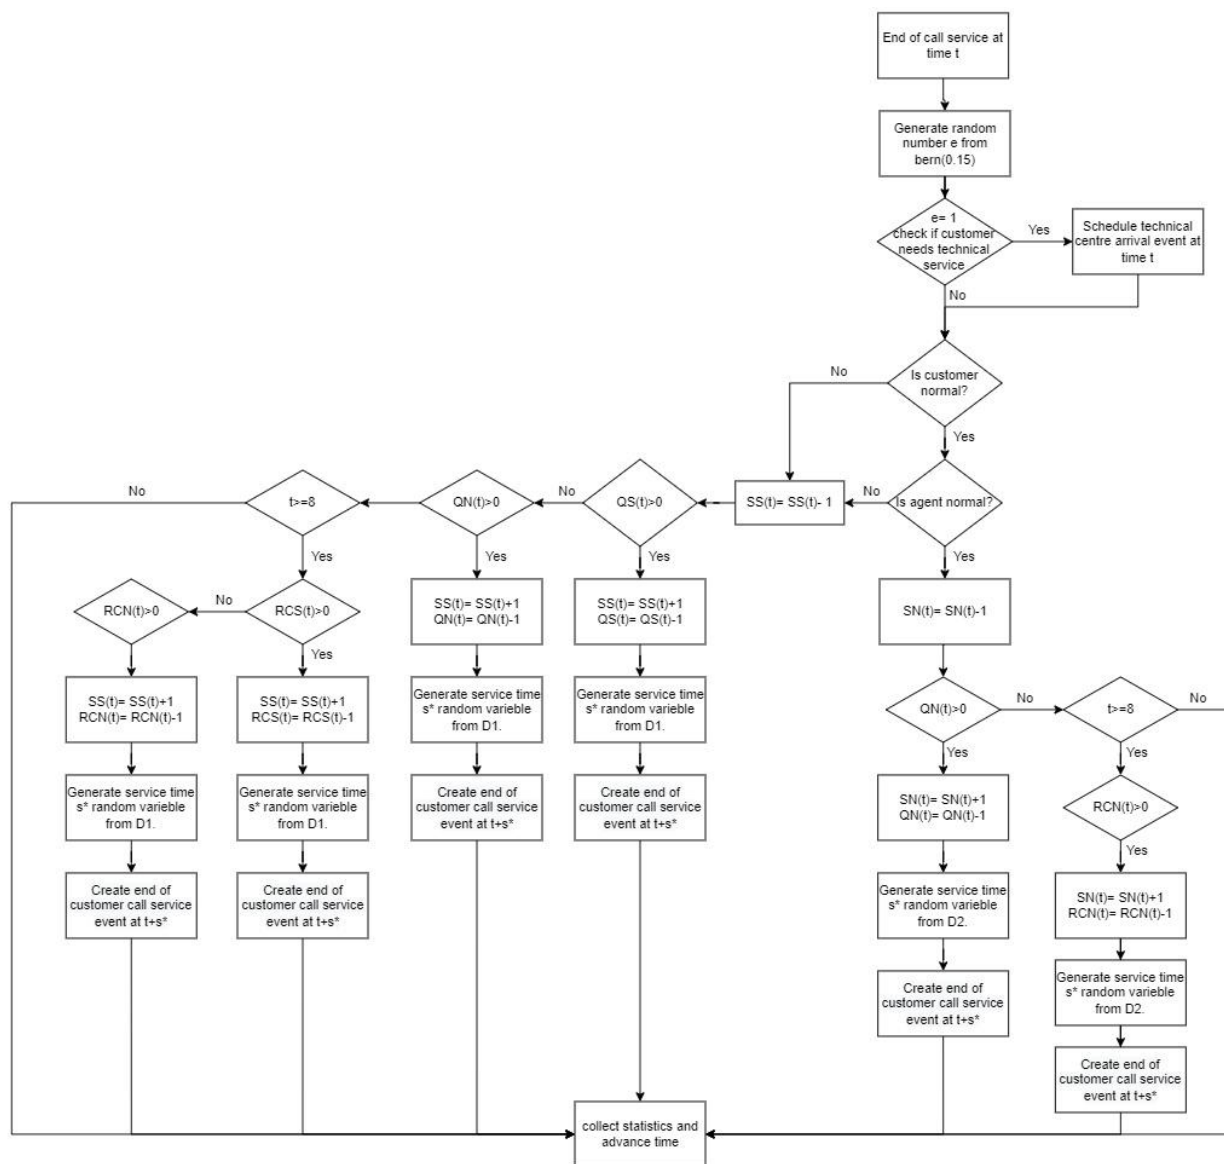 End of call service at
time t
Generate random
number e from
bern(0.15)
e= 1
check if customer
needs technical
service
Yes
Schedule technical
centre arrival event at
time t
No
Is customer
normal?
No
Yes
Is agent normal?
No
SS(t)= SS(t)- 1
QS(t)>0
No
QN(t)>0
t>=8
No
Yes
Yes
Yes
Yes
RCN(t)>0
No
RCS(t)>0
SS(t)= SS(t)+1
QN(t)= QN(t)-1
SS(t)= SS(t)+1
QS(t)= QS(t)-1
SN(t)= SN(t)-1
Yes
SS(t)= SS(t)+1
RCN(t)= RCN(t)-1
SS(t)= SS(t)+1
RCS(t)= RCS(t)-1
Generate service time
s* random varieble
from D1.
Generate service time
s* random varieble
from D1.
QN(t)>0
No
t>=8
No
Yes
Yes
Generate service time
s* random varieble
from D1.
Generate service time
s* random varieble
from D1.
Create end of
customer call service
event at t+s*
Create end of
customer call service
event at t+s*
SN(t)= SN(t)+1
QN(t)= QN(t)-1
RCN(t)>0
Yes
Create end of
customer call service
event at t+s*
Create end of
customer call service
event at t+s*
Generate service time
s* random varieble
from D2.
SN(t)= SN(t)+1
RCN(t)= RCN(t)-1
Create end of
customer call service
event at t+s*
Generate service time
s* random varieble
from D2.
Create end of
customer call service
event at t+s*
collect statistics and
advance time